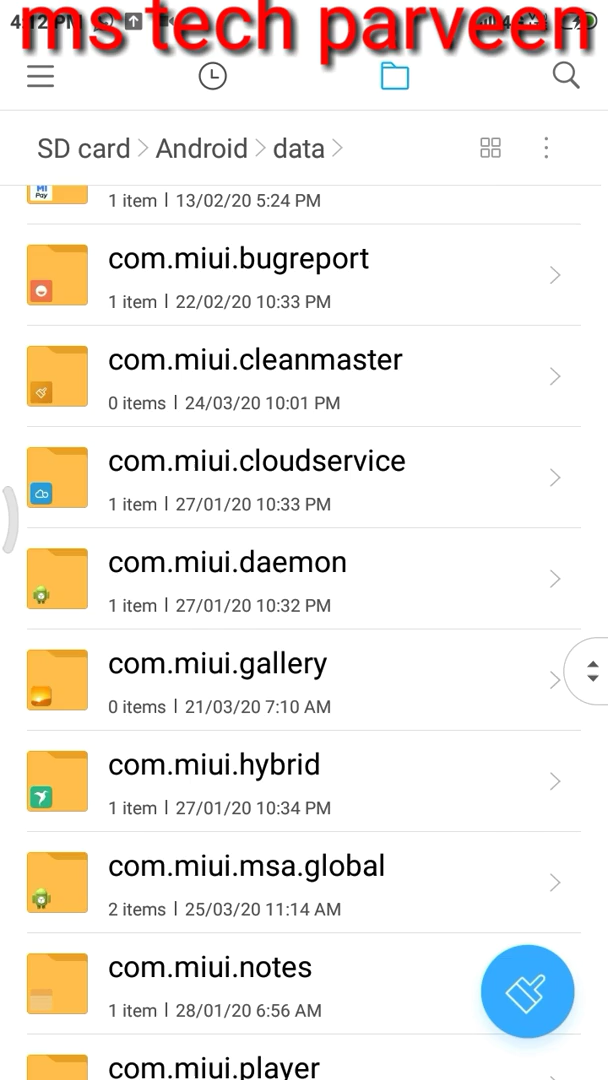 ms tech parveen
4:12 PM
SD card > Android > data >
MI Pay
1 item | 13/02/20 5:24 PM
com.miui.bugreport
1 item | 22/02/20 10:33 PM
com.miui.cleanmaster
0 items | 24/03/20 10:01 PM
com.miui.cloudservice
1 item | 27/01/20 10:33 PM
com.miui.daemon
1 item | 27/01/20 10:32 PM
com.miui.gallery
0 items | 21/03/20 7:10 AM
com.miui.hybrid
1 item | 27/01/20 10:34 PM
com.miui.msa.global
2 items | 25/03/20 11:14 AM
com.miui.notes
1 item | 28/01/20 6:56 AM
com.miui.player